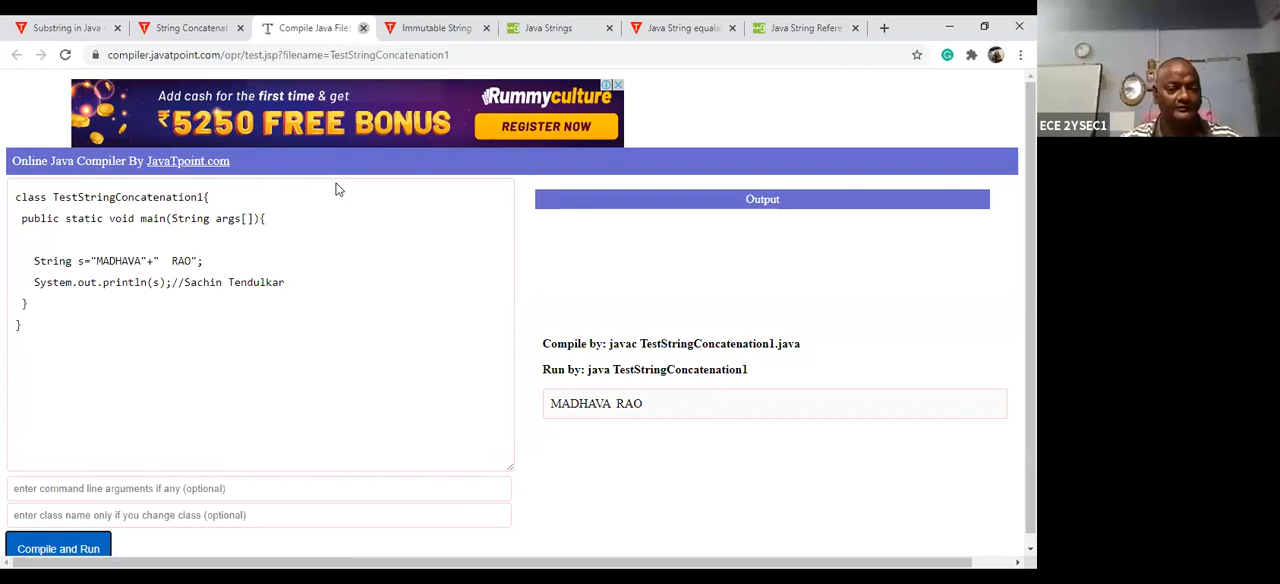 Substring in Java -
String Concatenat
Compile Java File:
Immutable String
Java Strings
Java String equals
Java String Refere
compiler.javatpoint.com/opr/test.jsp?filename=TestStringConcatenation1
Add cash for the first time & get
₹5250 FREE BONUS
Rummyculture
REGISTER NOW
ECE 2YSEC1
Online Java Compiler By JavaTpoint.com
class TestStringConcatenation1{
public static void main(String args[]){
String s="MADHAVA"+"  RAO";
System.out.println(s);//Sachin Tendulkar
}
}
enter command line arguments if any (optional)
enter class name only if you change class (optional)
Compile and Run
Output
Compile by: javac TestStringConcatenation1.java
Run by: java TestStringConcatenation1
MADHAVA  RAO